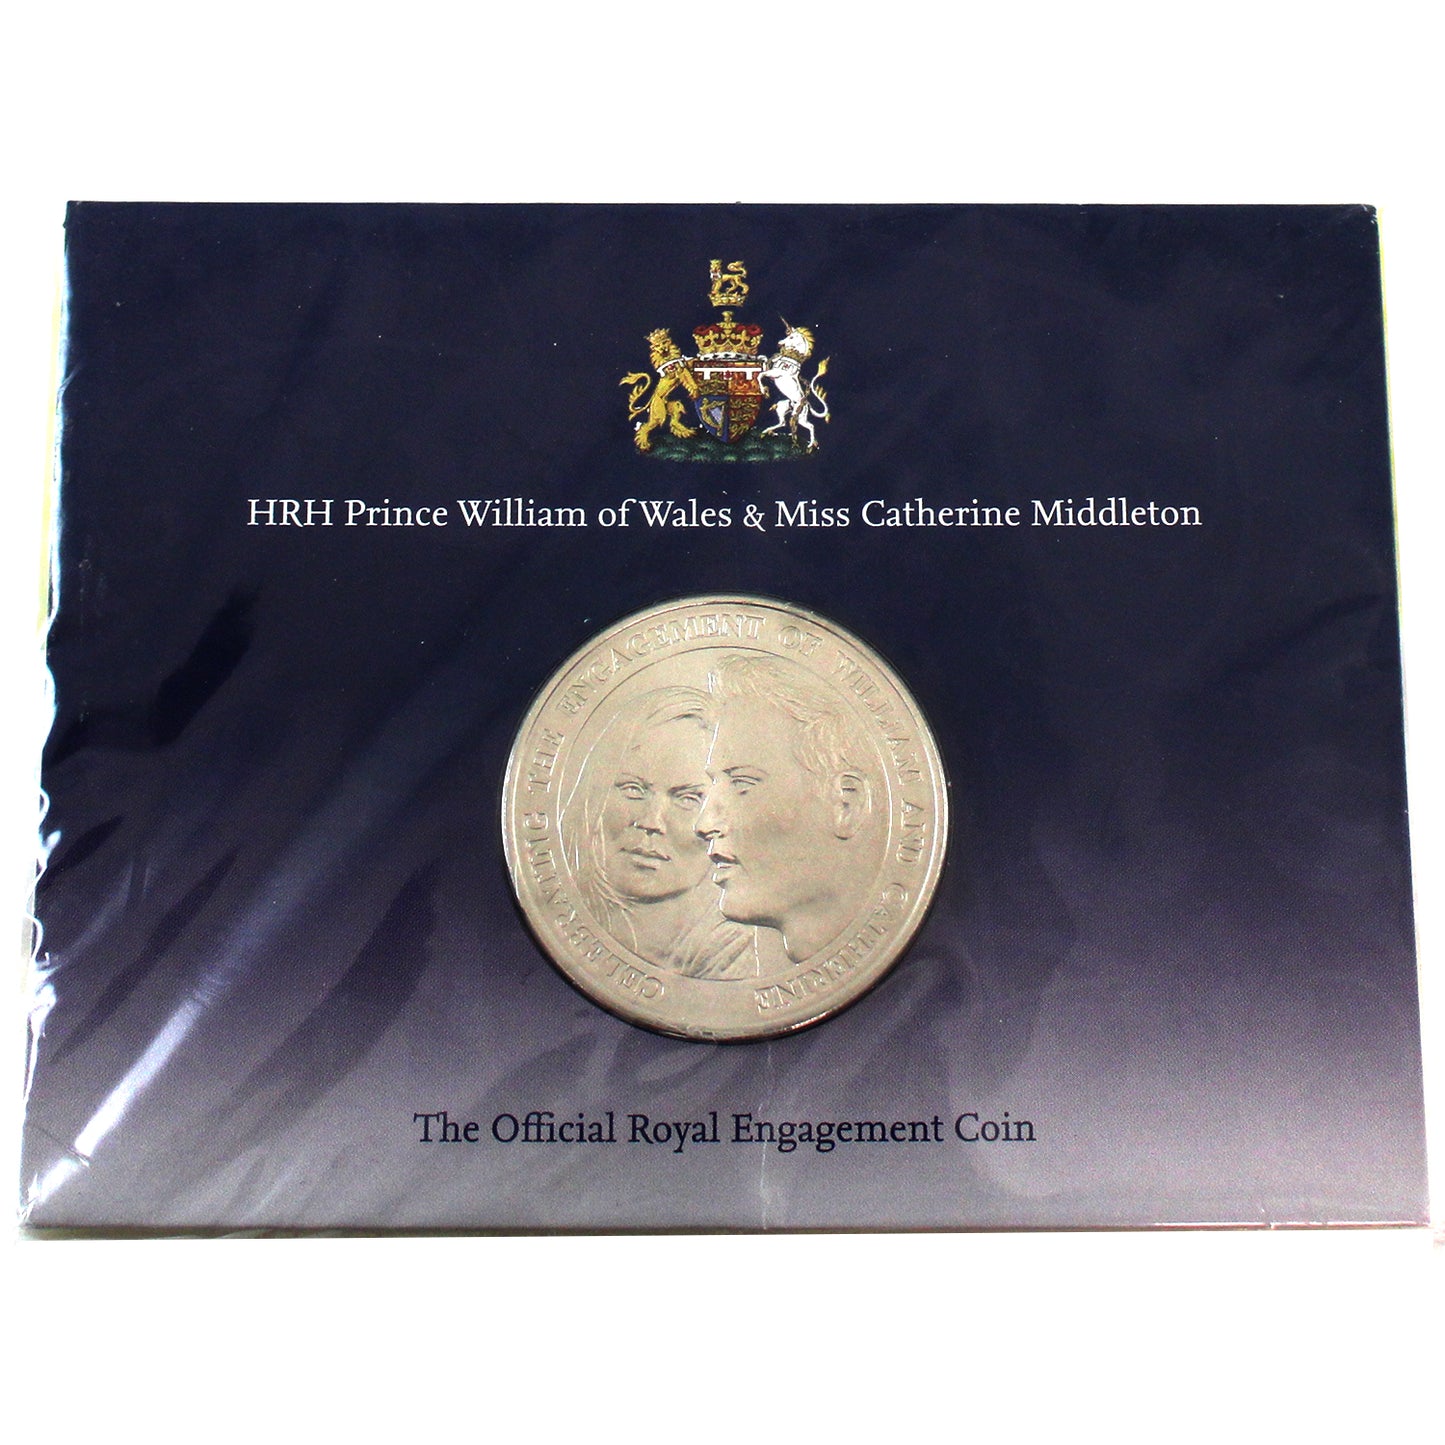 HRH Prince William of Wales & Miss Catherine Middleton
CELEBRATING THE ENGAGEMENT OF WILLIAM AND CATHERINE
The Official Royal Engagement Coin